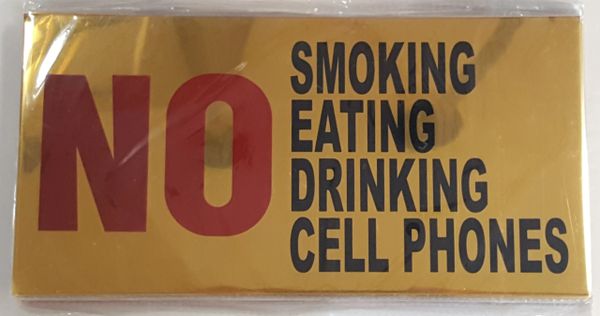 NO
SMOKING
EATING
DRINKING
CELL PHONES